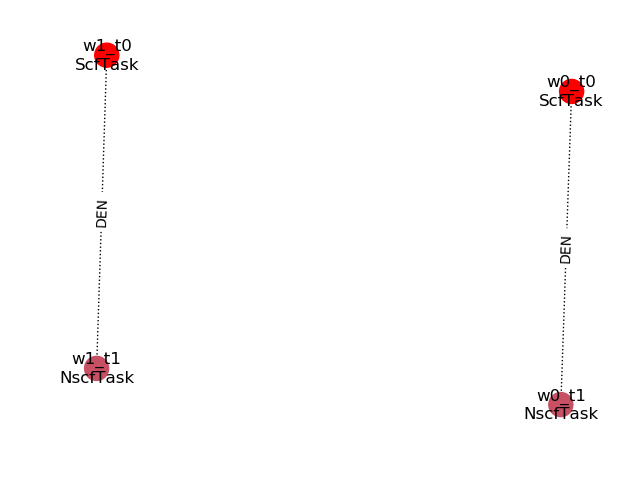 w1_t0
ScfTask
w0_t0
ScfTask
DEN
DEN
w1_t1
NscfTask
w0_t1
NscfTask